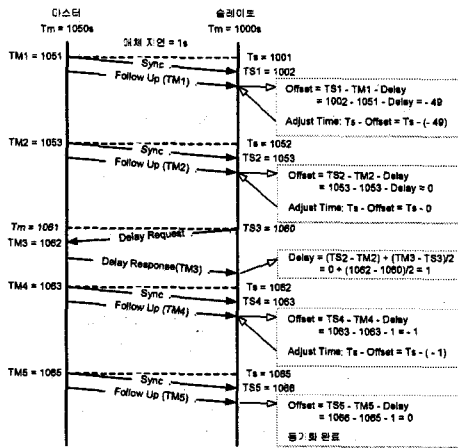 마스터
슬레이브
Tm = 1050s
Tm = 1000s
매체 지연 = 1s
TM1 = 1051
Ts = 1001
Sync
TS1 = 1002
Follow Up (TM1)
Offset = TS1 - TM1 - Delay
= 1002 - 1051 - Delay = - 49
Adjust Time: Ts - Offset = Ts - (- 49)
TM2 = 1053
Ts = 1052
Sync
TS2 = 1053
Follow Up (TM2)
Offset = TS2 - TM2 - Delay
= 1053 - 1053 - Delay ≈ 0
Adjust Time: Ts - Offset = Ts - 0
Tm = 1061
TS3 = 1060
Delay Request
TM3 = 1062
Delay Response(TM3)
Delay = (TS2 - TM2) + (TM3 - TS3)/2
= 0 + (1062 - 1060)/2 = 1
TM4 = 1063
Ts = 1062
Sync
TS4 = 1063
Follow Up (TM4)
Offset = TS4 - TM4 - Delay
= 1063 - 1063 - 1 = - 1
Adjust Time: Ts - Offset = Ts - (- 1)
TM5 = 1065
Ts = 1065
Sync
TS5 = 1066
Follow Up (TM5)
Offset = TS5 - TM5 - Delay
= 1066 - 1065 - 1 = 0
동기화 완료